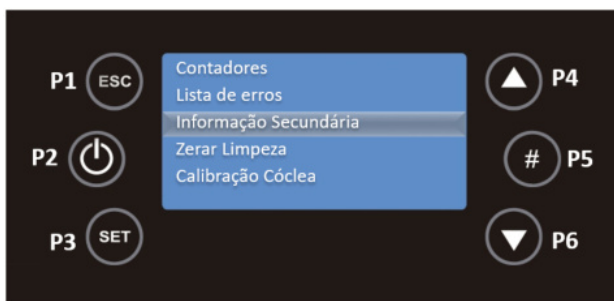 P1 ESC
P2
P3 SET
Contadores
Lista de erros
Informação Secundária
Zerar Limpeza
Calibração Cóclea
P4
# P5
P6